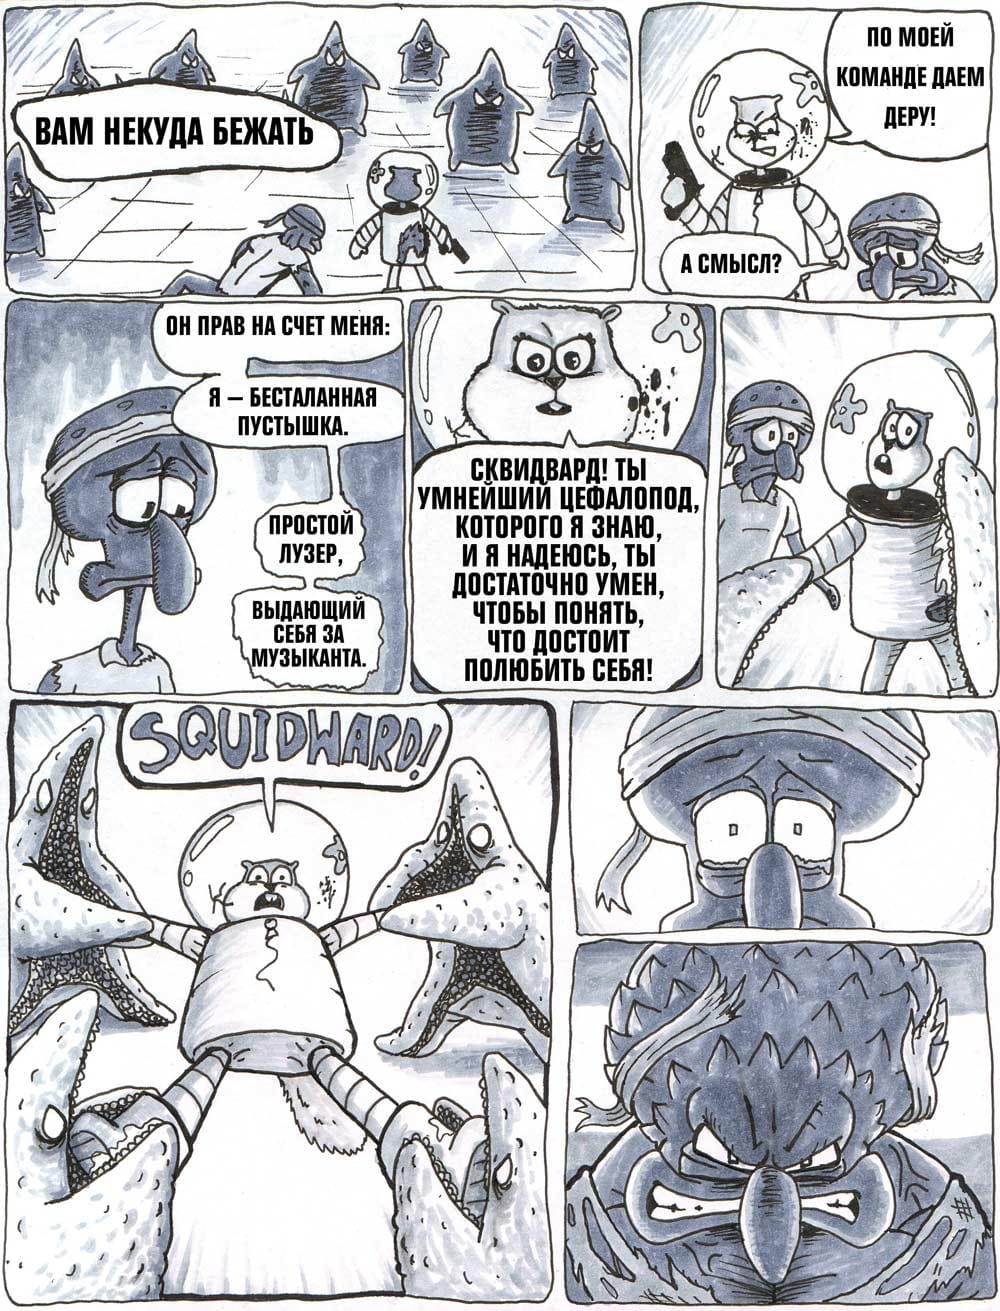 ВАМ НЕКУДА БЕЖАТЬ
ПО МОЕЙ
КОМАНДЕ ДАЕМ
ДЕРУ!
А СМЫСЛ?
ОН ПРАВ НА СЧЕТ МЕНЯ:
Я – БЕСТАЛАННАЯ
ПУСТЫШКА.
ПРОСТОЙ
ЛУЗЕР,
ВЫДАЮЩИЙ
СЕБЯ ЗА
МУЗЫКАНТА.
СКВИДВАРД! ТЫ
УМНЕЙШИЙ ЦЕФАЛОПОД,
КОТОРОГО Я ЗНАЮ,
И Я НАДЕЮСЬ, ТЫ
ДОСТАТОЧНО УМЕН,
ЧТОБЫ ПОНЯТЬ,
ЧТО ДОСТОИТ
ПОЛЮБИТЬ СЕБЯ!
SQUIDWARD!